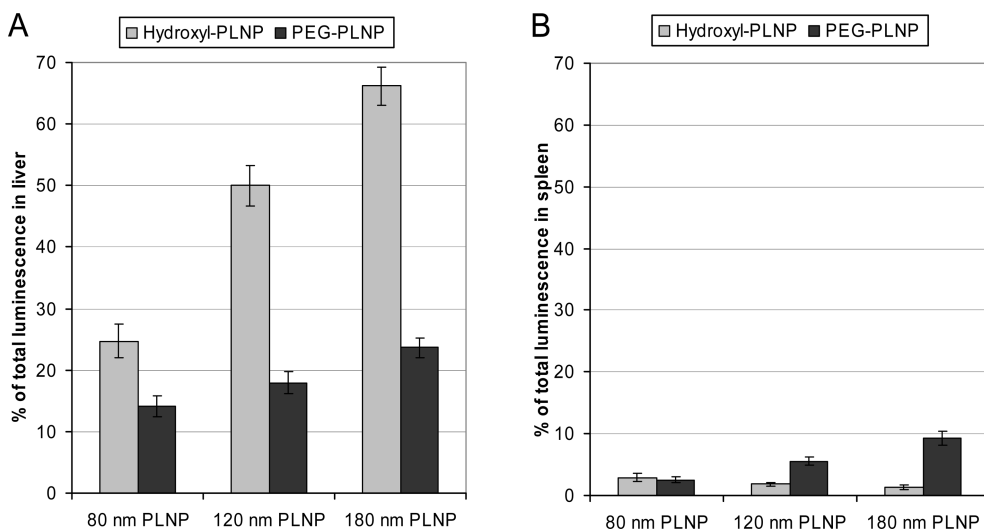 A
Hydroxyl-PLNP PEG-PLNP
% of total luminescence in liver
70
60
50
40
30
20
10
0
80 nm PLNP 120 nm PLNP 180 nm PLNP
B
Hydroxyl-PLNP PEG-PLNP
% of total luminescence in spleen
70
60
50
40
30
20
10
0
80 nm PLNP 120 nm PLNP 180 nm PLNP